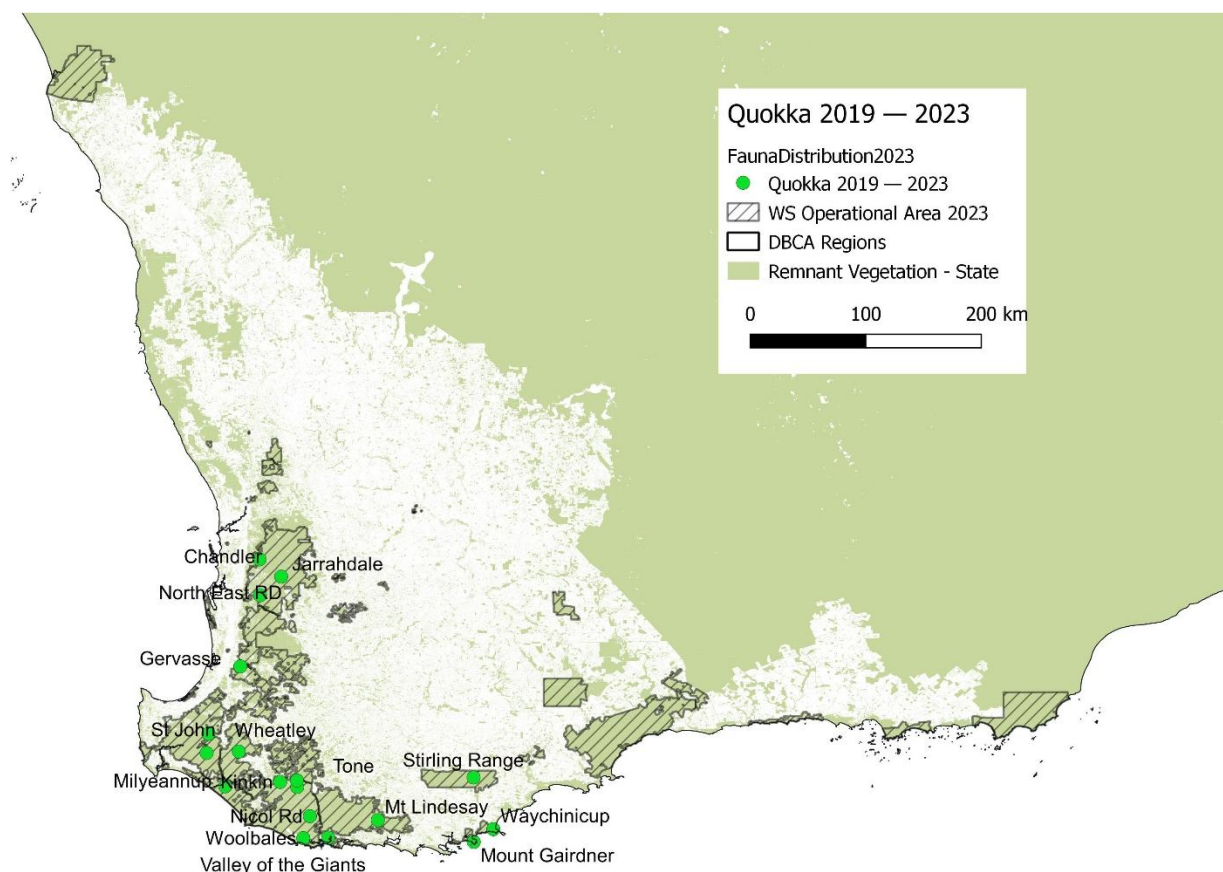 Quokka 2019 — 2023
FaunaDistribution2023
Quokka 2019 — 2023
WS Operational Area 2023
DBCA Regions
Remnant Vegetation - State
0 100 200 km
Chandler
Jarrahdale
North East RD
Gervasse
St John Wheatley
Milyeannup Kinkin Tone Stirling Range
Nicol Rd Mt Lindesay
Waychinicup
Woolbales
Mount Gairdner
Valley of the Giants